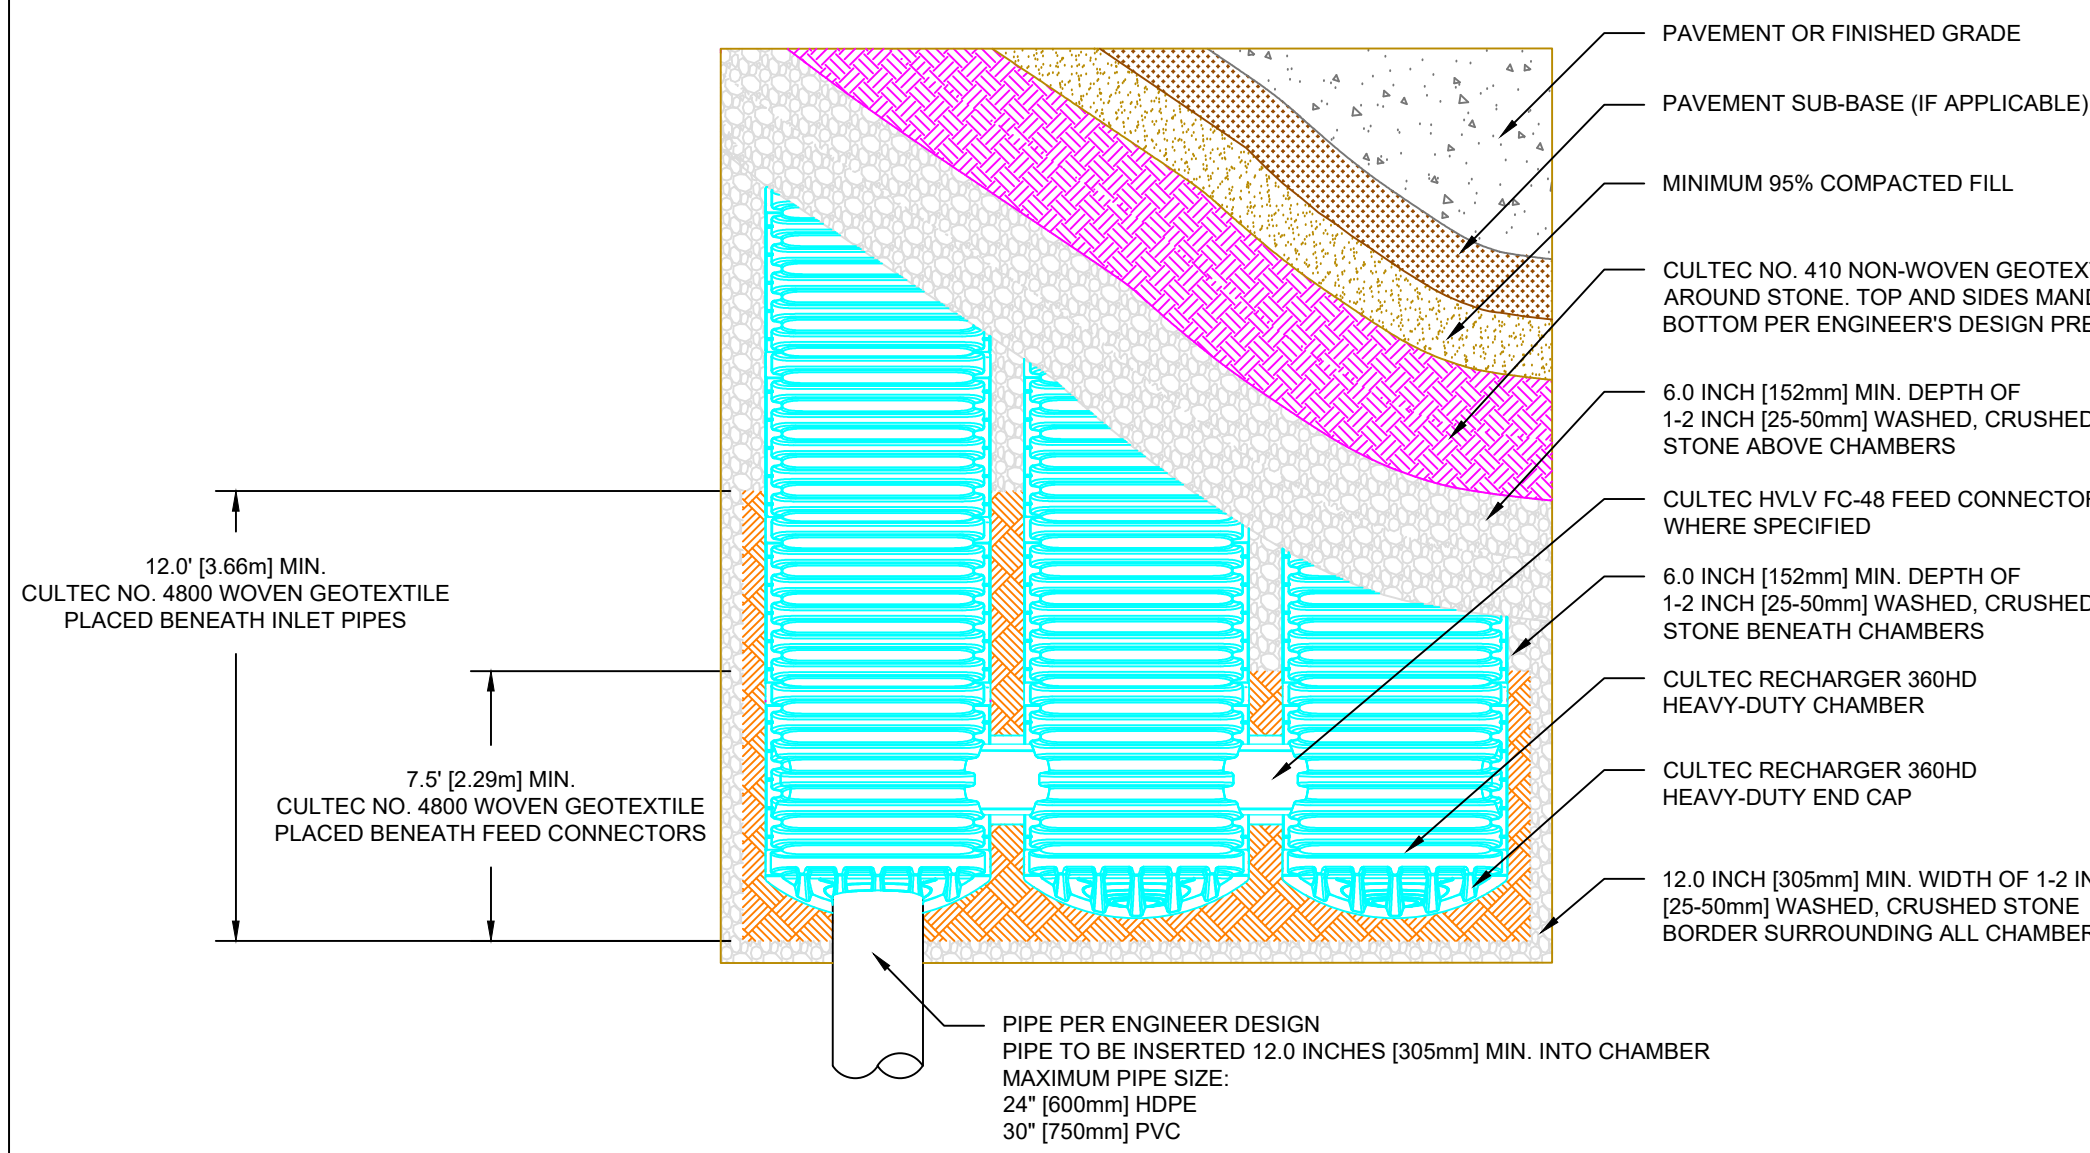 PAVEMENT OR FINISHED GRADE
PAVEMENT SUB-BASE (IF APPLICABLE)
MINIMUM 95% COMPACTED FILL
CULTEC NO. 410 NON-WOVEN
AROUND STONE. TOP AND SIDES
BOTTOM PER ENGINEER'S DESIGN
6.0 INCH [152mm] MIN. DEPTH OF
1-2 INCH [25-50mm] WASHED, CRUSHED
STONE ABOVE CHAMBERS
CULTEC HVLV FC-48 FEED CONNECTOR
WHERE SPECIFIED
6.0 INCH [152mm] MIN. DEPTH OF
1-2 INCH [25-50mm] WASHED, CRUSHED
STONE BENEATH CHAMBERS
CULTEC RECHARGER 360HD
HEAVY-DUTY CHAMBER
CULTEC RECHARGER 360HD
HEAVY-DUTY END CAP
12.0 INCH [305mm] MIN. WIDTH OF 1-2
[25-50mm] WASHED, CRUSHED STONE
BORDER SURROUNDING ALL
12.0' [3.66m] MIN.
CULTEC NO. 4800 WOVEN GEOTEXTILE
PLACED BENEATH INLET PIPES
7.5' [2.29m] MIN.
CULTEC NO. 4800 WOVEN GEOTEXTILE
PLACED BENEATH FEED CONNECTORS
PIPE PER ENGINEER DESIGN
PIPE TO BE INSERTED 12.0 INCHES [305mm] MIN. INTO CHAMBER
MAXIMUM PIPE SIZE:
24" [600mm] HDPE
30" [750mm] PVC